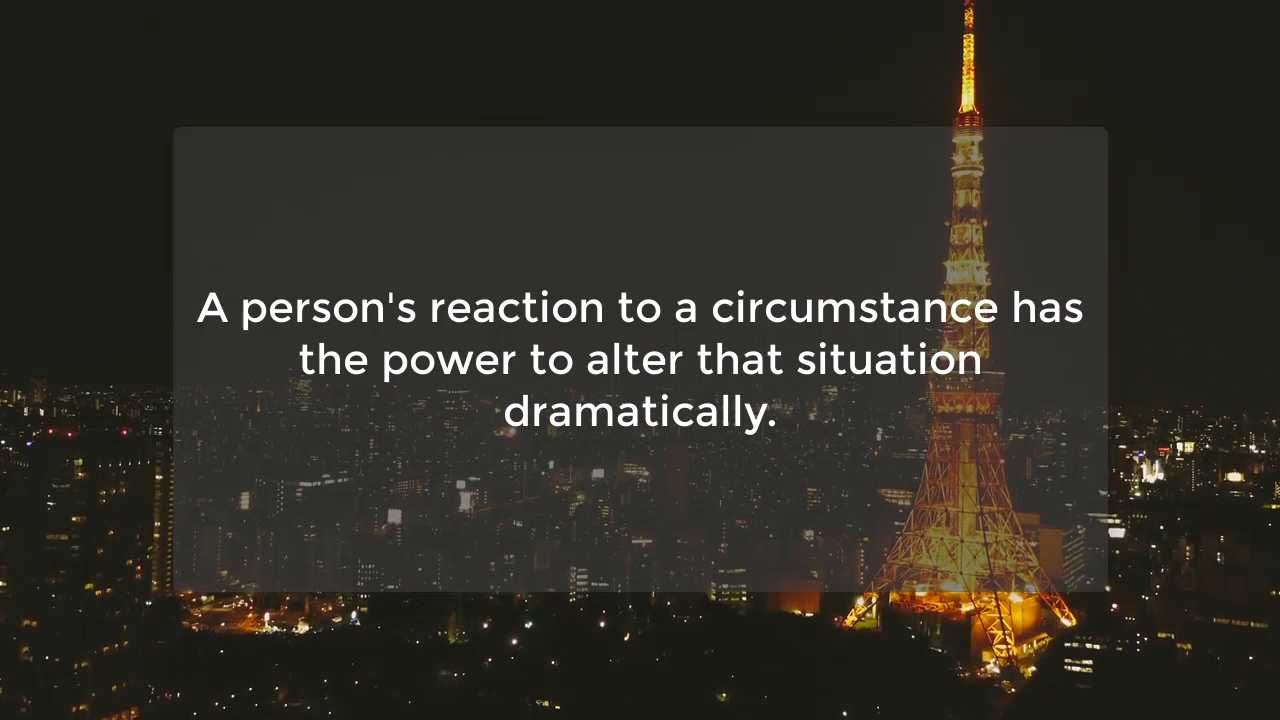 A person's reaction to a circumstance has
the power to alter that situation
dramatically.